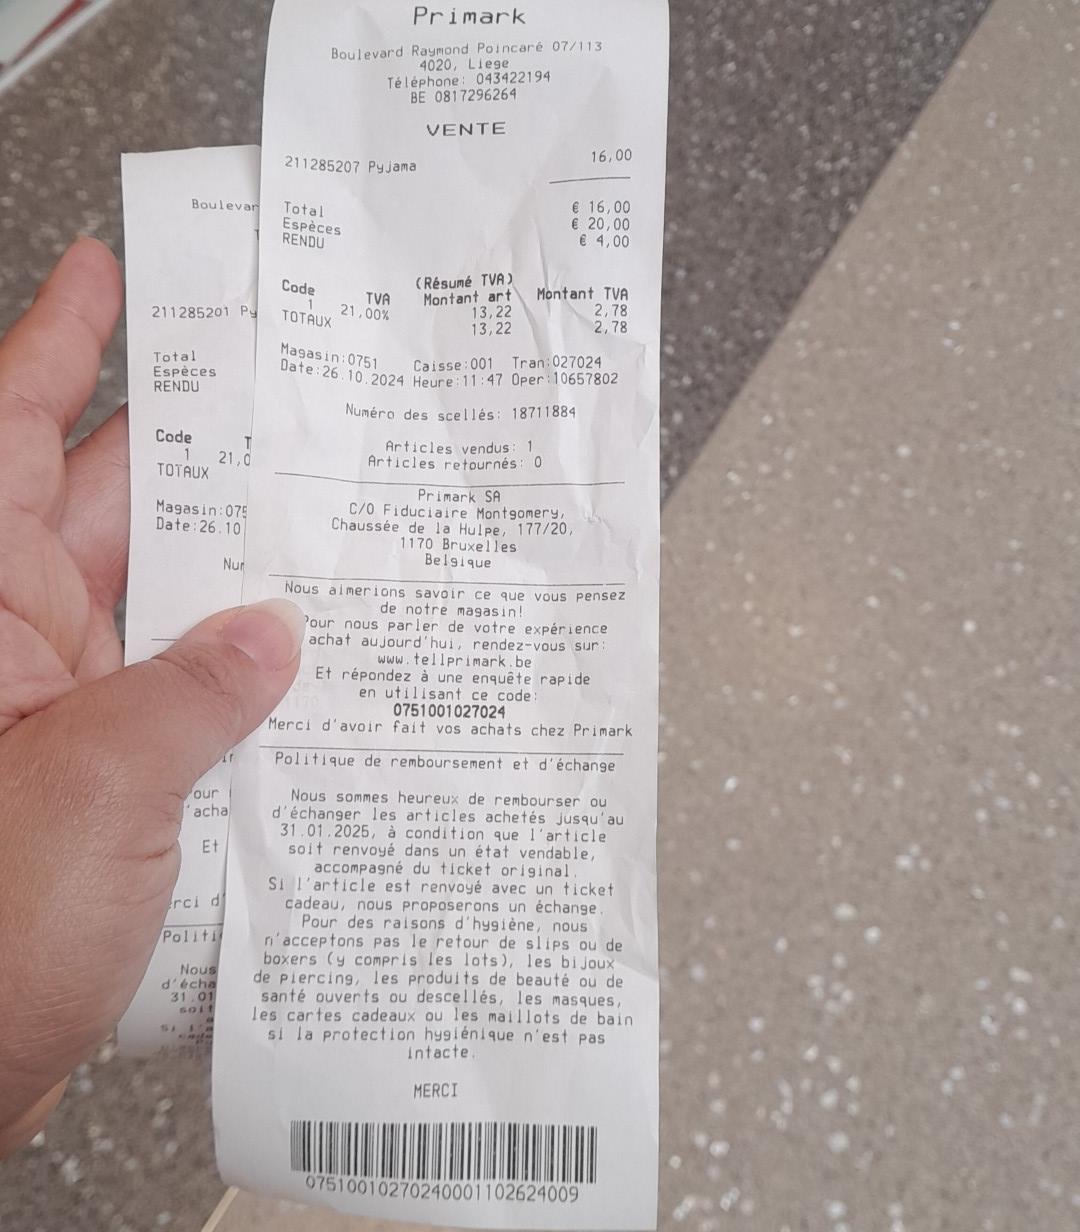 Primark
Boulevard Raymond Poincaré 07/113
4020, Liege
Téléphone: 043422194
BE 0817296264
VENTE
211285207 Pyjama 16,00
Total € 16,00
Espèces € 20,00
RENDU € 4,00
(Résumé TVA)
Code TVA Montant art Montant TVA
1 21,00% 13,22 2,78
TOTAUX 13,22 2,78
Magasin:0751 Caisse:001 Tran:027024
Date:26.10.2024 Heure:11:47 Oper:10657802
Numéro des scellés: 18711884
Articles vendus: 1
Articles retournés: 0
Primark SA
C/O Fiduciaire Montgomery,
Chaussée de la Hulpe, 177/20,
1170 Bruxelles
Belgique
Nous aimerions savoir ce que vous pensez
de notre magasin!
Pour nous parler de votre expérience
achat aujourd'hui, rendez-vous sur:
www.tellprimark.be
Et répondez à une enquête rapide
en utilisant ce code:
0751001027024
Merci d'avoir fait vos achats chez Primark
Politique de remboursement et d'échange
Nous sommes heureux de rembourser ou
d'échanger les articles achetés jusqu'au
31.01.2025, à condition que l'article
soit renvoyé dans un état vendable,
accompagné du ticket original.
Si l'article est renvoyé avec un ticket
cadeau, nous proposerons un échange.
Pour des raisons d'hygiène, nous
n'acceptons pas le retour de slips ou de
boxers (y compris les lots), les bijoux
de piercing, les produits de beauté ou de
santé ouverts ou descellés, les masques,
les cartes cadeaux ou les maillots de bain
si la protection hygiénique n'est pas
intacte.
MERCI
07510010270240001102624009
Boulevar
211285201 Py
Total
Espèces
RENDU
Code T
1 21,0
TOTAUX
Magasin:075
Date:26.10
Nur
our
'acha
Et
rci d'
Politi
Nous
d'écha
31.01
soit